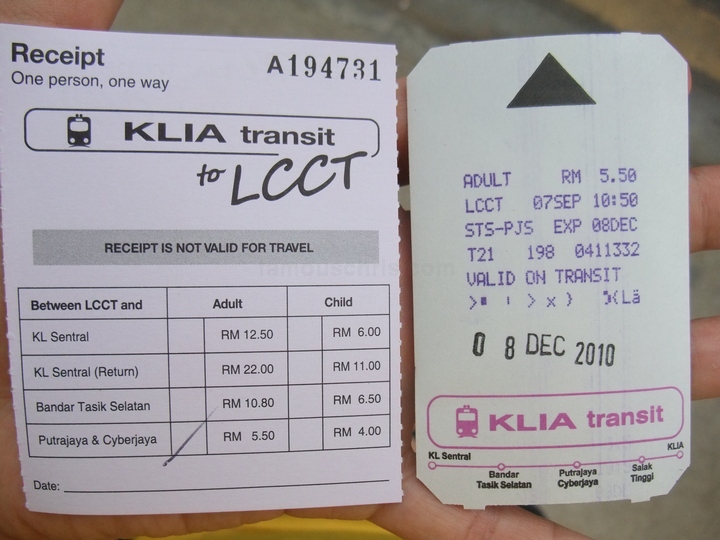 Receipt
A194731
One person, one way
KLIA transit
to LCCT
RECEIPT IS NOT VALID FOR TRAVEL
Between LCCT and Adult Child
KL Sentral RM 12.50 RM 6.00
KL Sentral (Return) RM 22.00 RM 11.00
Bandar Tasik Selatan RM 10.80 RM 6.50
Putrajaya & Cyberjaya RM 5.50 RM 4.00
Date:
ADULT RM 5.50
LCCT 07SEP 10:50
STS-PJS EXP 08DEC
T21 198 0411332
VALID ON TRANSIT
0 8 DEC 2010
KLIA transit
KL Sentral
Bandar
Tasik Selatan
Putrajaya
Cyberjaya
Salak
Tinggi
KLIA
famouschris.com